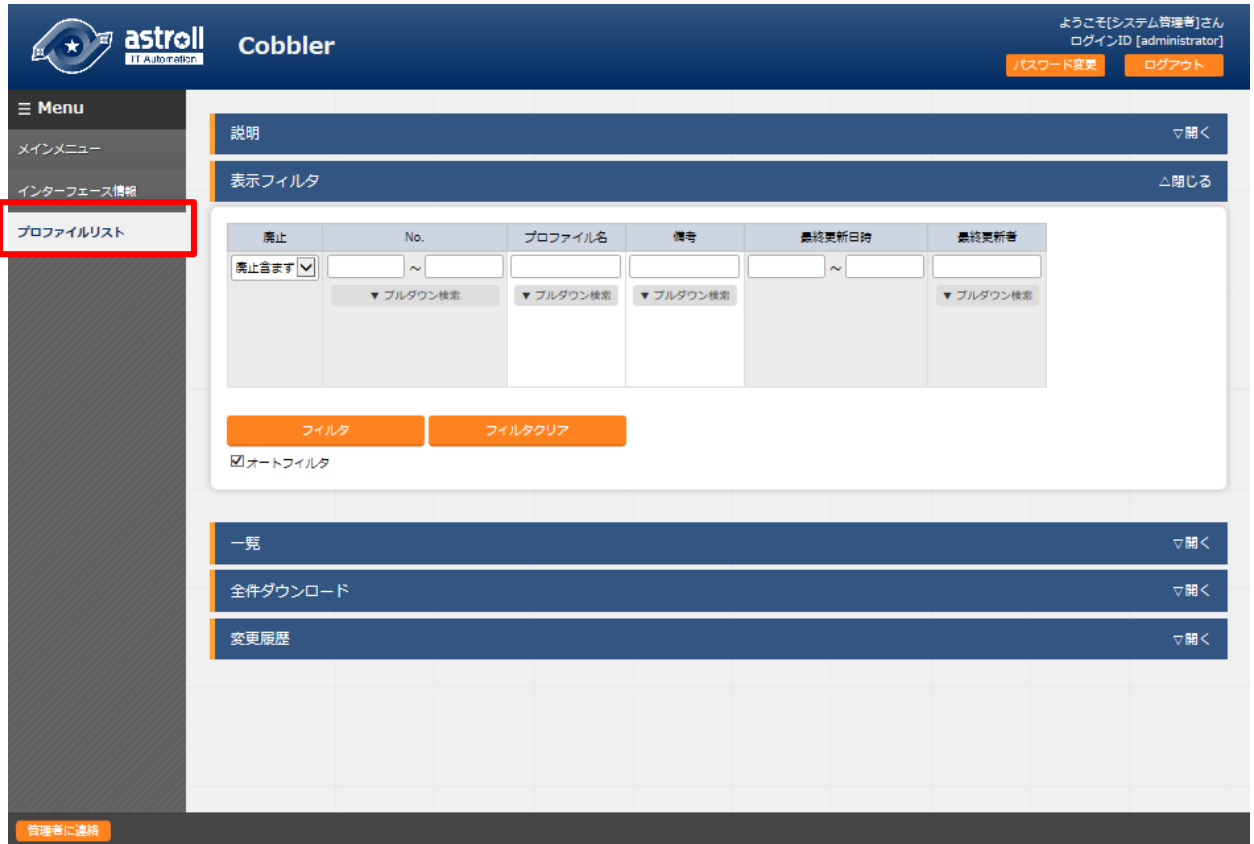 astroll
IT Automation
Cobbler
ようこそ[システム管理者]さん
ログインID [administrator]
パスワード変更 ログアウト
☰ Menu
メインメニュー
インターフェース情報
プロファイルリスト
説明 ▽開く
表示フィルタ △閉じる
廃止 No. プロファイル名 備考 最終更新日時 最終更新者
廃止含まず ～ ～
▼ プルダウン検索 ▼ プルダウン検索 ▼ プルダウン検索 ▼ プルダウン検索
フィルタ フィルタクリア
オートフィルタ
一覧 ▽開く
全件ダウンロード ▽開く
変更履歴 ▽開く
管理者に連絡